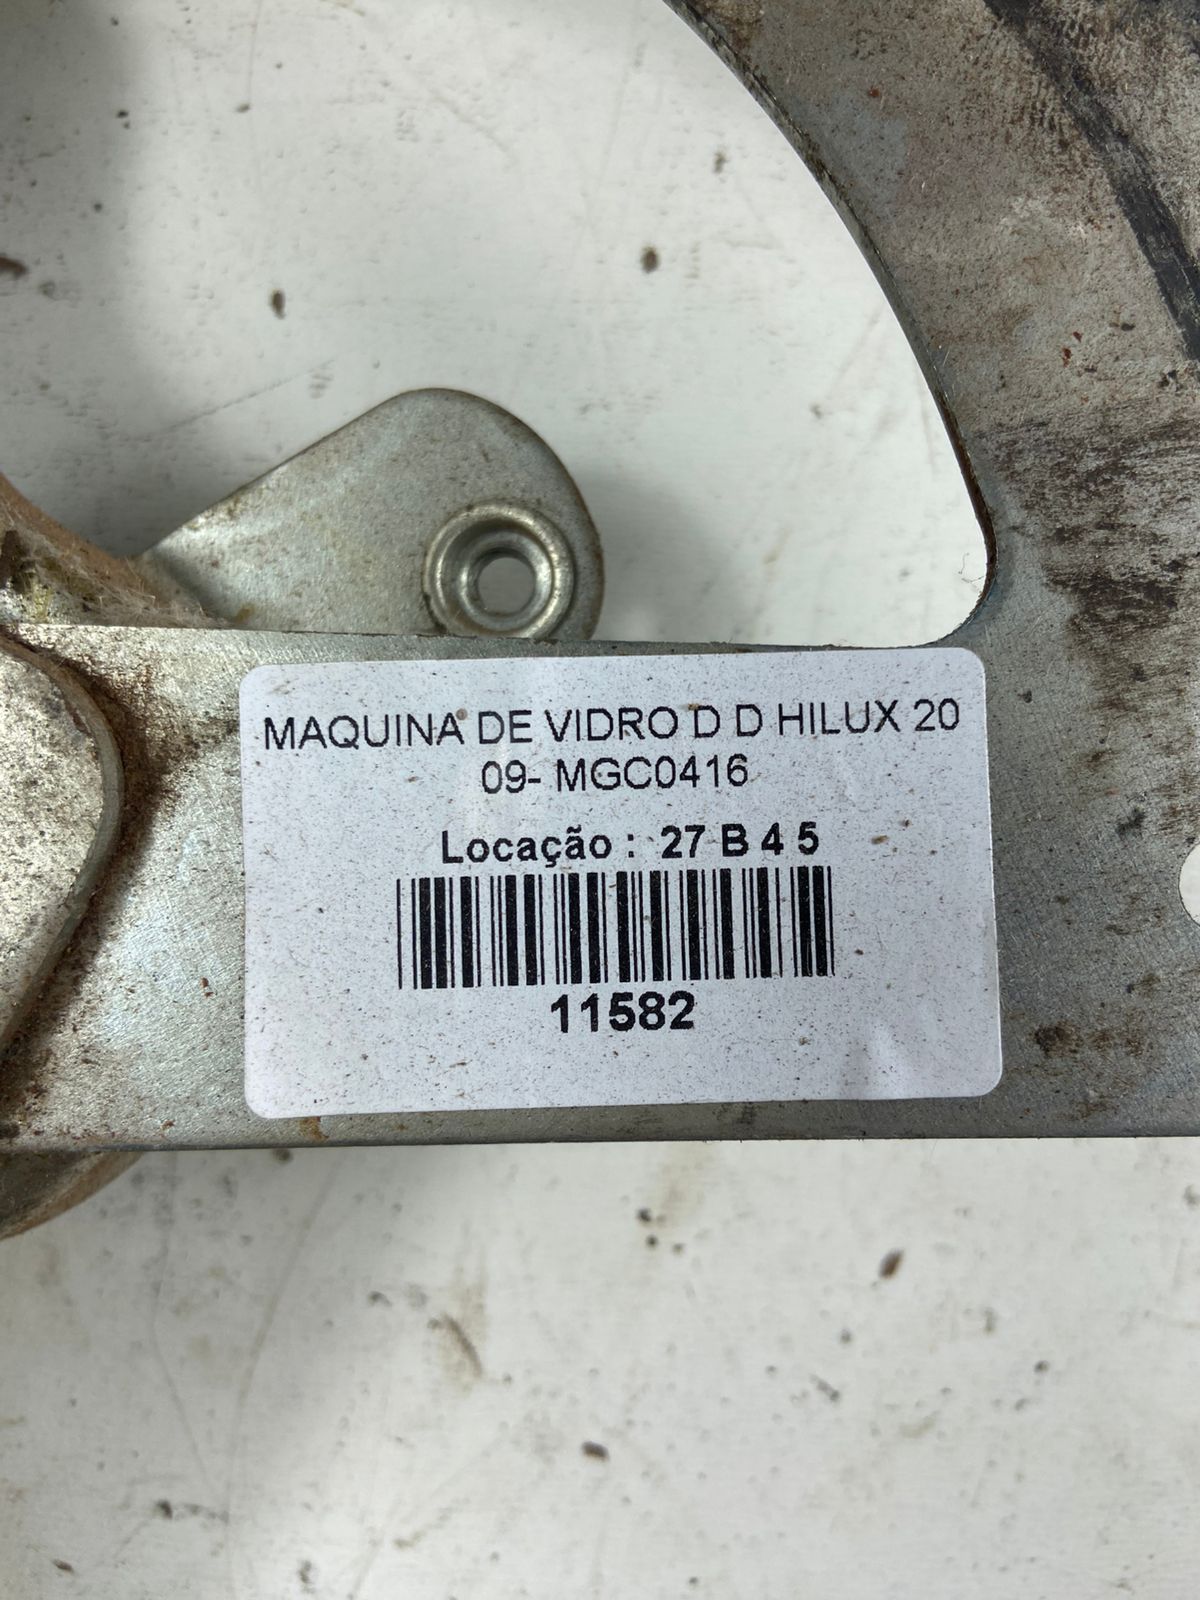 MAQUINA DE VIDRO D D HILUX 20
09- MGC0416
Locação : 27 B 4 5
11582